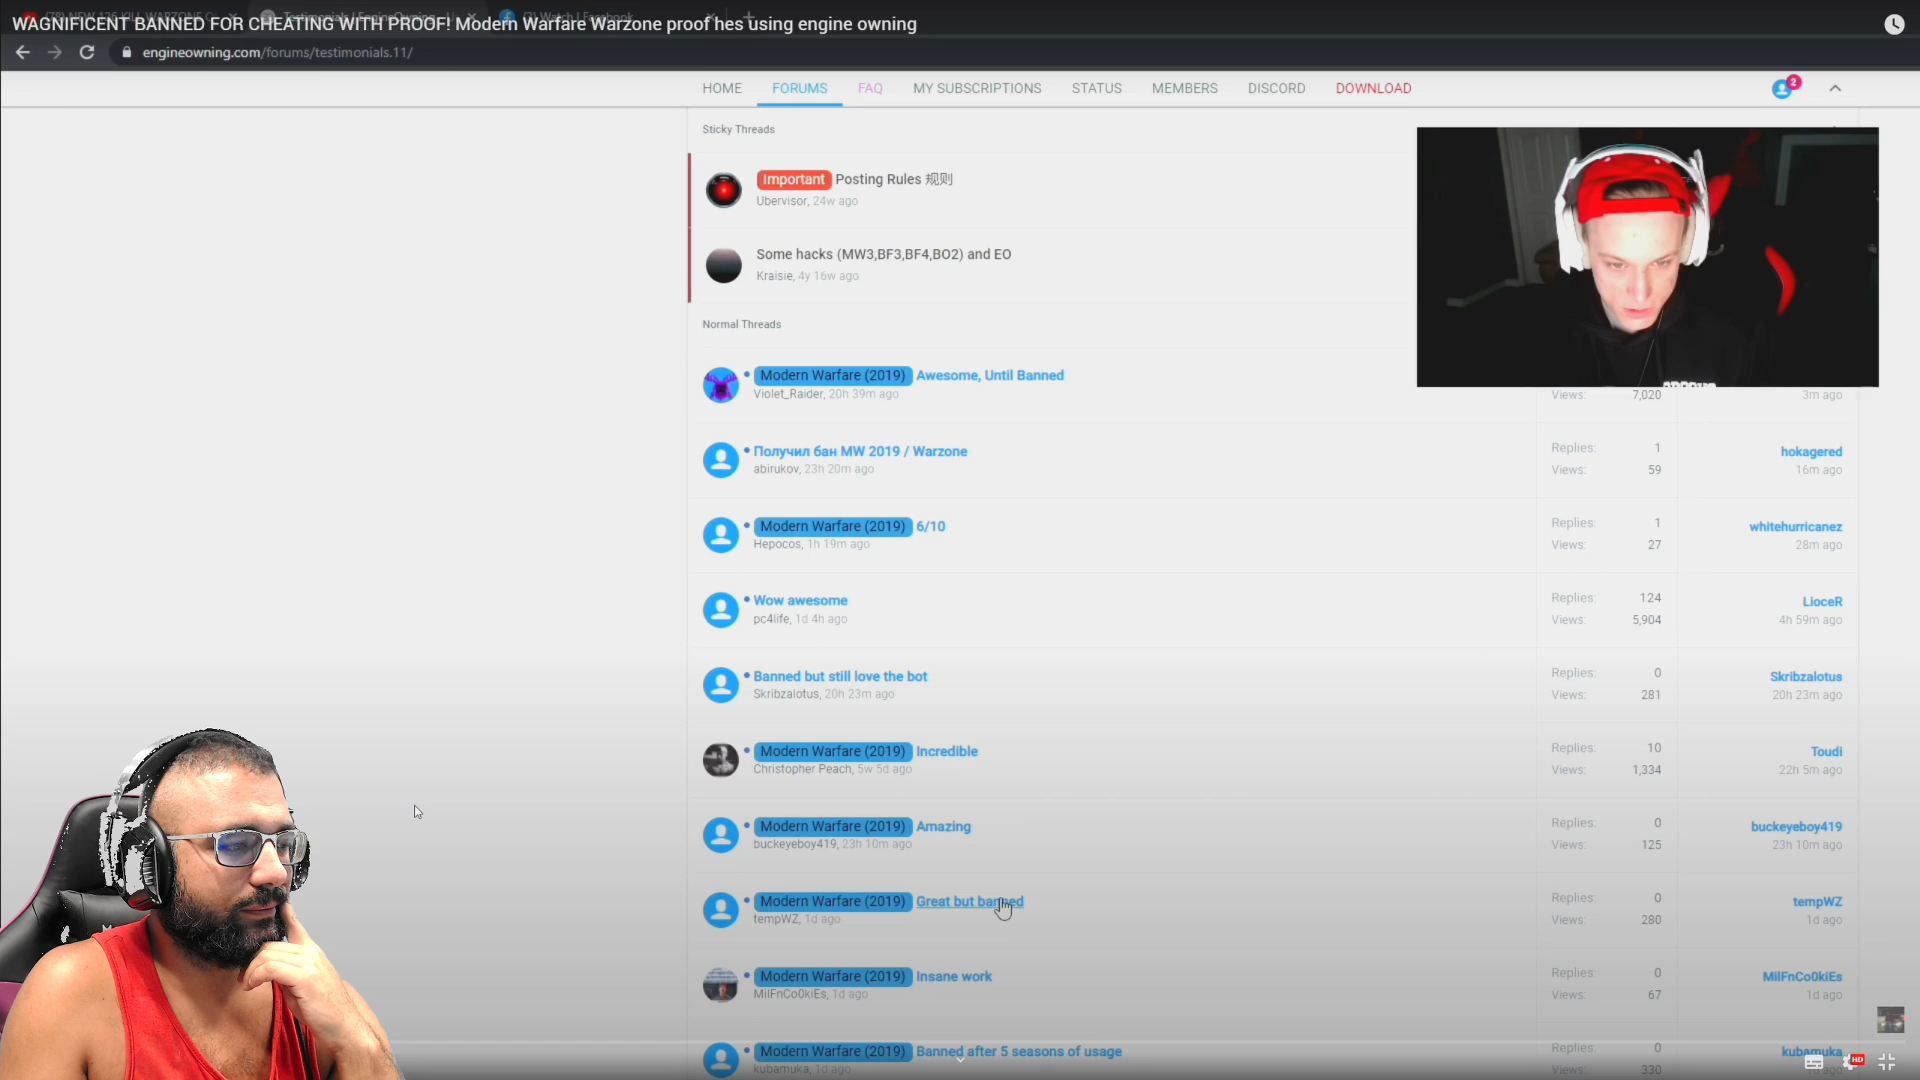 WAGNIFICENT BANNED FOR CHEATING WITH PROOF! Modern Warfare Warzone proof hes using engine owning
engineowning.com/forums/testimonials.11/
HOME FORUMS FAQ MY SUBSCRIPTIONS STATUS MEMBERS DISCORD DOWNLOAD
2
Sticky Threads
Important Posting Rules 规则
Ubervisor, 24w ago
Some hacks (MW3,BF3,BF4,BO2) and EO
Kraisie, 4y 16w ago
Normal Threads
Modern Warfare (2019) Awesome, Until Banned
Violet_Raider, 20h 39m ago
Views: 7,020
3m ago
Получил бан MW 2019 / Warzone
abirukov, 23h 20m ago
Replies: 1
Views: 59
hokagered
16m ago
Modern Warfare (2019) 6/10
Hepocos, 1h 19m ago
Replies: 1
Views: 27
whitehurricanez
28m ago
Wow awesome
pc4life, 1d 4h ago
Replies: 124
Views: 5,904
LioceR
4h 59m ago
Banned but still love the bot
Skribzalotus, 20h 23m ago
Replies: 0
Views: 281
Skribzalotus
20h 23m ago
Modern Warfare (2019) Incredible
Christopher Peach, 5w 5d ago
Replies: 10
Views: 1,334
Toudi
22h 5m ago
Modern Warfare (2019) Amazing
buckeyeboy419, 23h 10m ago
Replies: 0
Views: 125
buckeyeboy419
23h 10m ago
Modern Warfare (2019) Great but banned
tempWZ, 1d ago
Replies: 0
Views: 280
tempWZ
1d ago
Modern Warfare (2019) Insane work
MilFnCo0kiEs, 1d ago
Replies: 0
Views: 67
MilFnCo0kiEs
1d ago
Modern Warfare (2019) Banned after 5 seasons of usage
kubamuka, 1d ago
Replies: 0
Views: 330
kubamuka
HD